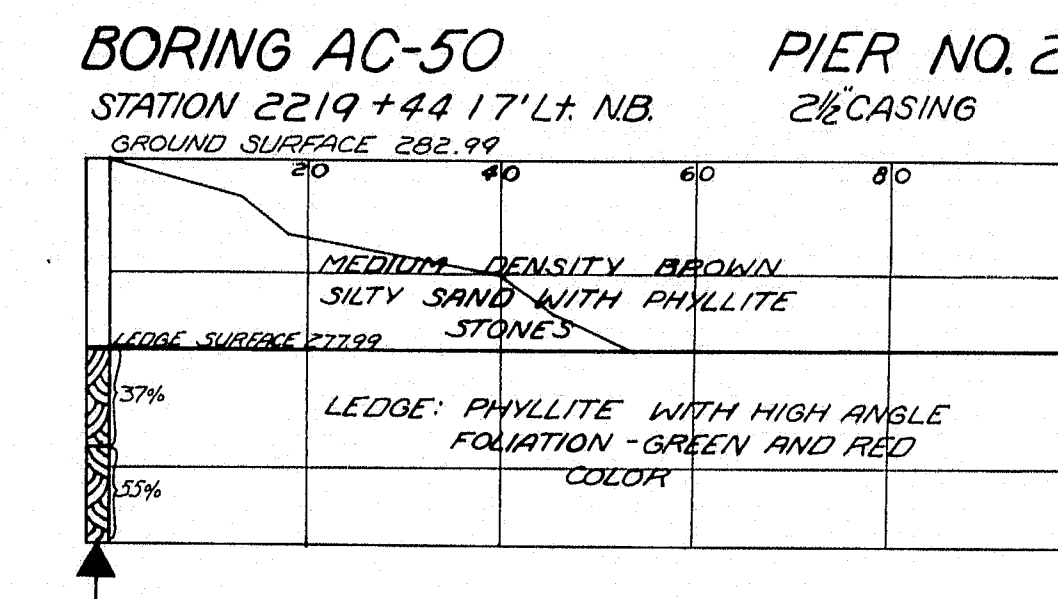 BORING AC-50
PIER NO. 2
STATION 2219 +44 17' Lt. N.B.
2½" CASING
GROUND SURFACE 282.99
20 40 60 80
MEDIUM DENSITY BROWN
SILTY SAND WITH PHYLLITE
STONES
LEDGE SURFACE 277.99
37%
LEDGE: PHYLLITE WITH HIGH ANGLE
FOLIATION - GREEN AND RED
COLOR
55%